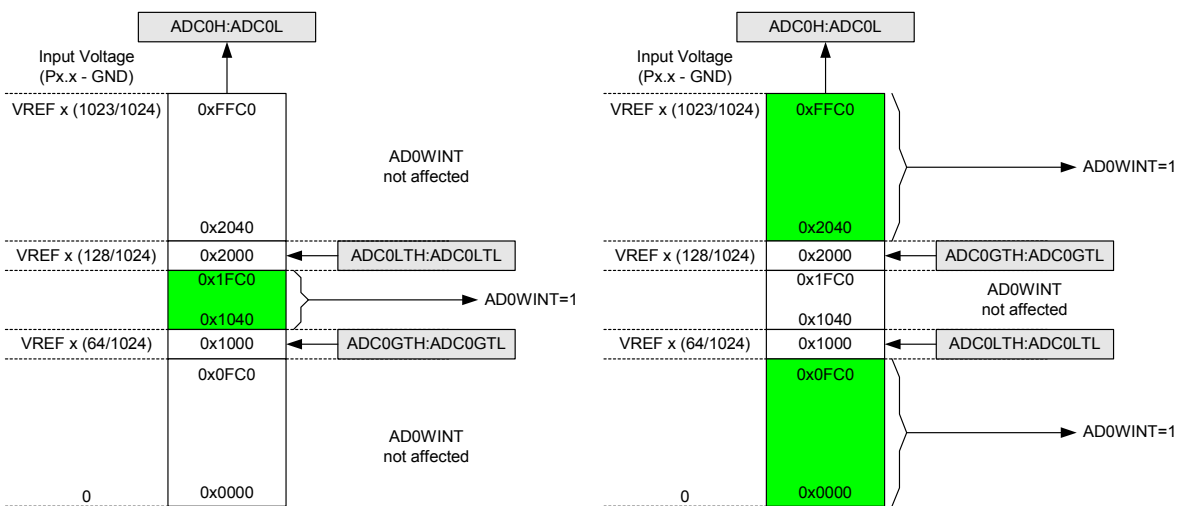 ADC0H:ADC0L
Input Voltage
(Px.x - GND)
VREF x (1023/1024)
0xFFC0
AD0WINT
not affected
0x2040
VREF x (128/1024)
0x2000
ADC0LTH:ADC0LTL
0x1FC0
AD0WINT=1
0x1040
VREF x (64/1024)
0x1000
ADC0GTH:ADC0GTL
0x0FC0
AD0WINT
not affected
0
0x0000
ADC0H:ADC0L
Input Voltage
(Px.x - GND)
VREF x (1023/1024)
0xFFC0
AD0WINT=1
0x2040
VREF x (128/1024)
0x2000
ADC0GTH:ADC0GTL
0x1FC0
AD0WINT
not affected
0x1040
VREF x (64/1024)
0x1000
ADC0LTH:ADC0LTL
0x0FC0
AD0WINT=1
0
0x0000